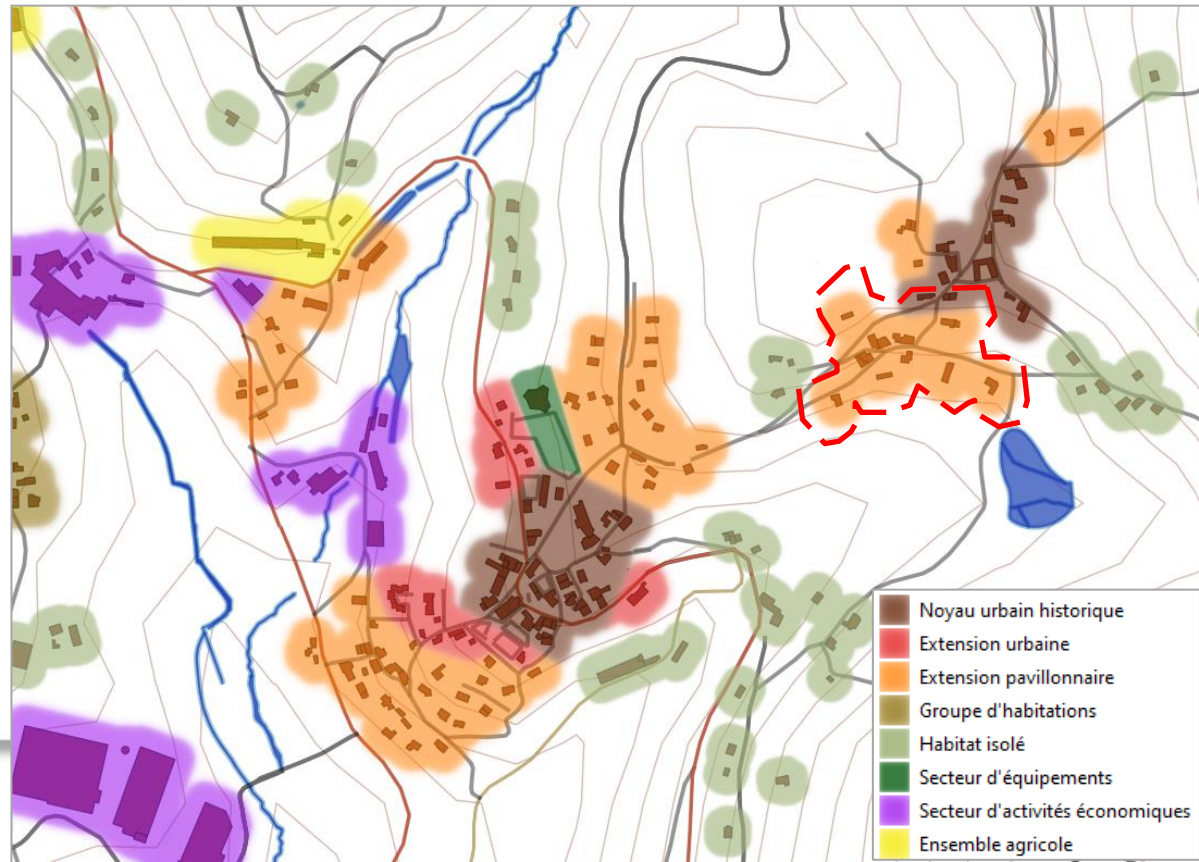 Noyau urbain historique
Extension urbaine
Extension pavillonnaire
Groupe d'habitations
Habitat isolé
Secteur d'équipements
Secteur d'activités économiques
Ensemble agricole